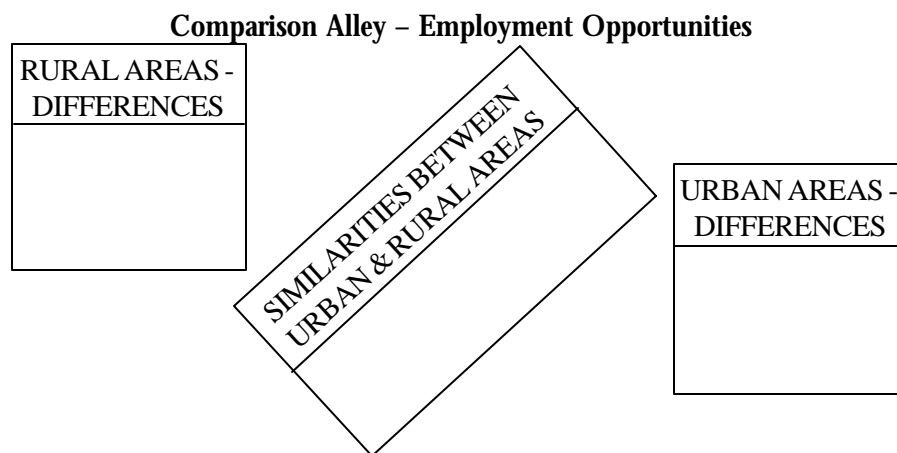 Comparison Alley – Employment Opportunities
RURAL AREAS -
DIFFERENCES
SIMILARITIES BETWEEN
URBAN & RURAL AREAS
URBAN AREAS -
DIFFERENCES